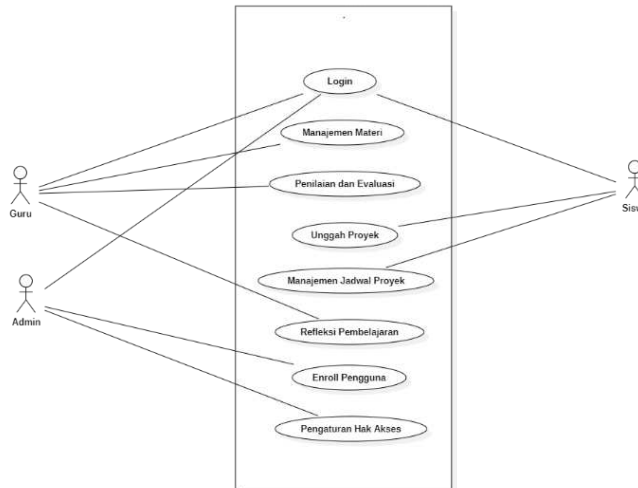 Login
Manajemen Materi
Penilaian dan Evaluasi
Guru
Sisw
Unggah Proyek
Manajemen Jadwal Proyek
Admin
Refleksi Pembelajaran
Enroll Pengguna
Pengaturan Hak Akses